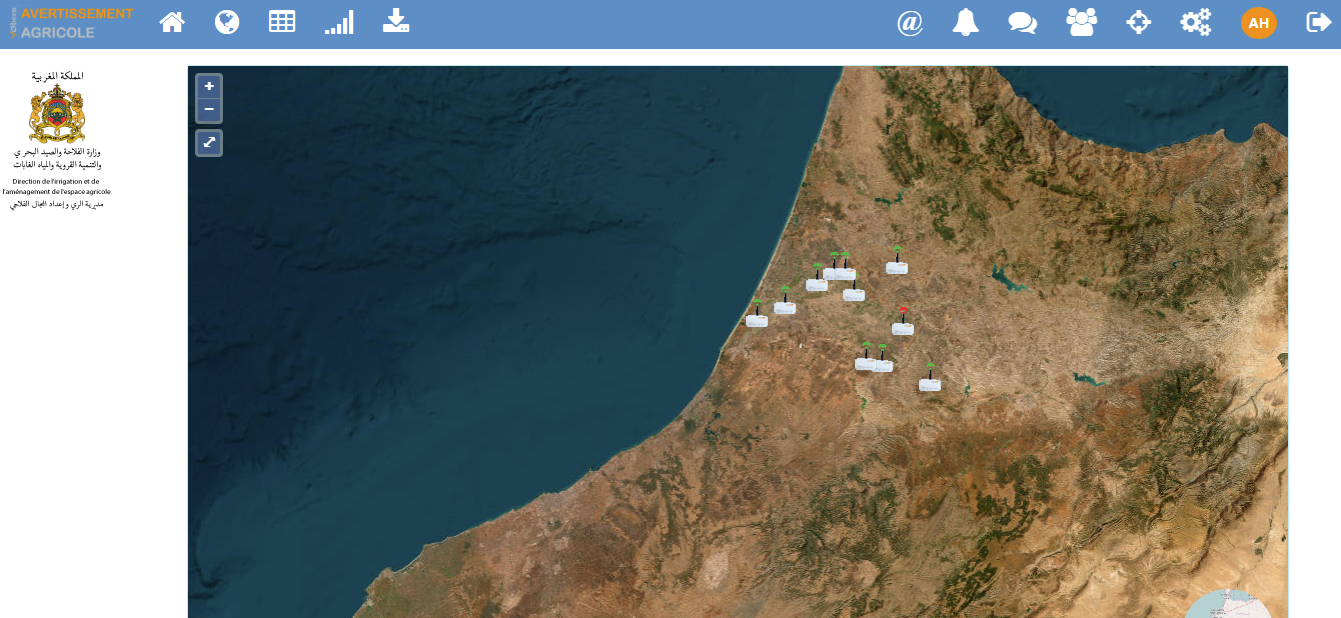 AVERTISSEMENT
AGRICOLE
@
AH
المملكة المغربية
وزارة الفلاحة والصيد البحري
والتنمية القروية والمياه والغابات
Direction de l'irrigation et de
l'aménagement de l'espace agricole
مديرية الري وإعداد المجال الفلاحي
+
−